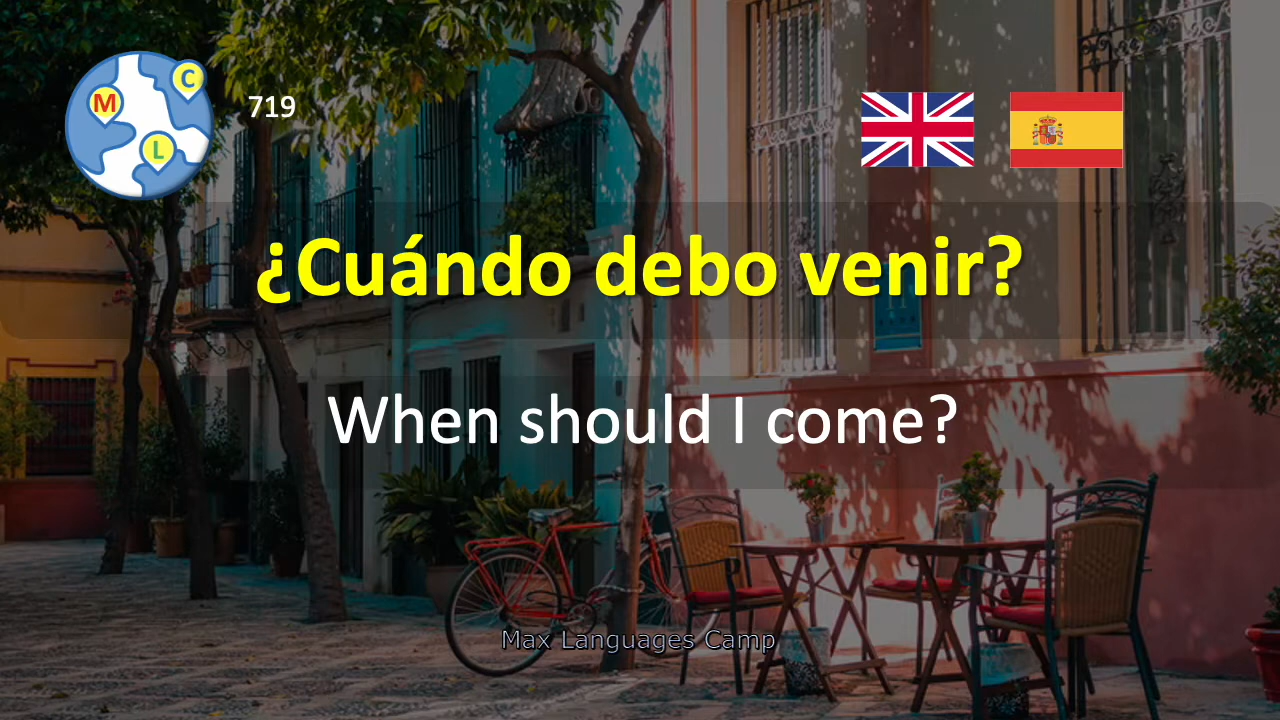 M C L
719
¿Cuándo debo venir?
When should I come?
Max Languages Camp